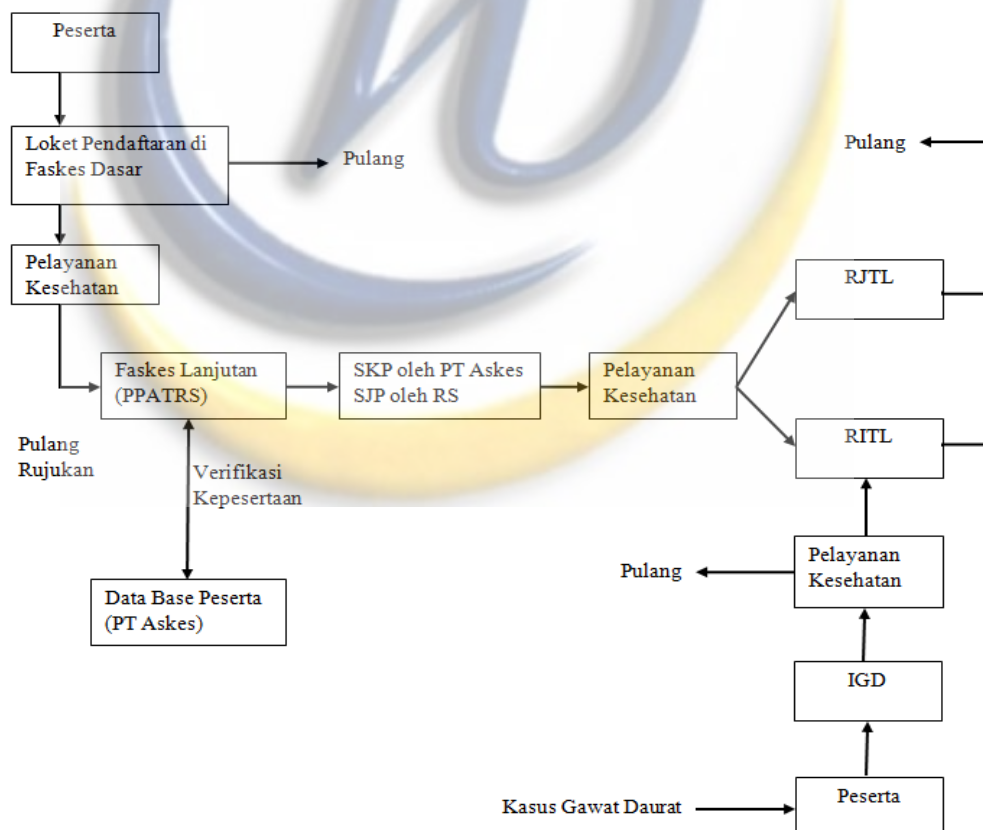 Peserta
Loket Pendaftaran di
Faskes Dasar
Pulang
Pulang
Pelayanan
Kesehatan
RJTL
Faskes Lanjutan
(PPATRS)
SKP oleh PT Askes
SJP oleh RS
Pelayanan
Kesehatan
RITL
Pulang
Rujukan
Verifikasi
Kepesertaan
Pulang
Pelayanan
Kesehatan
Data Base Peserta
(PT Askes)
IGD
Kasus Gawat Daurat
Peserta